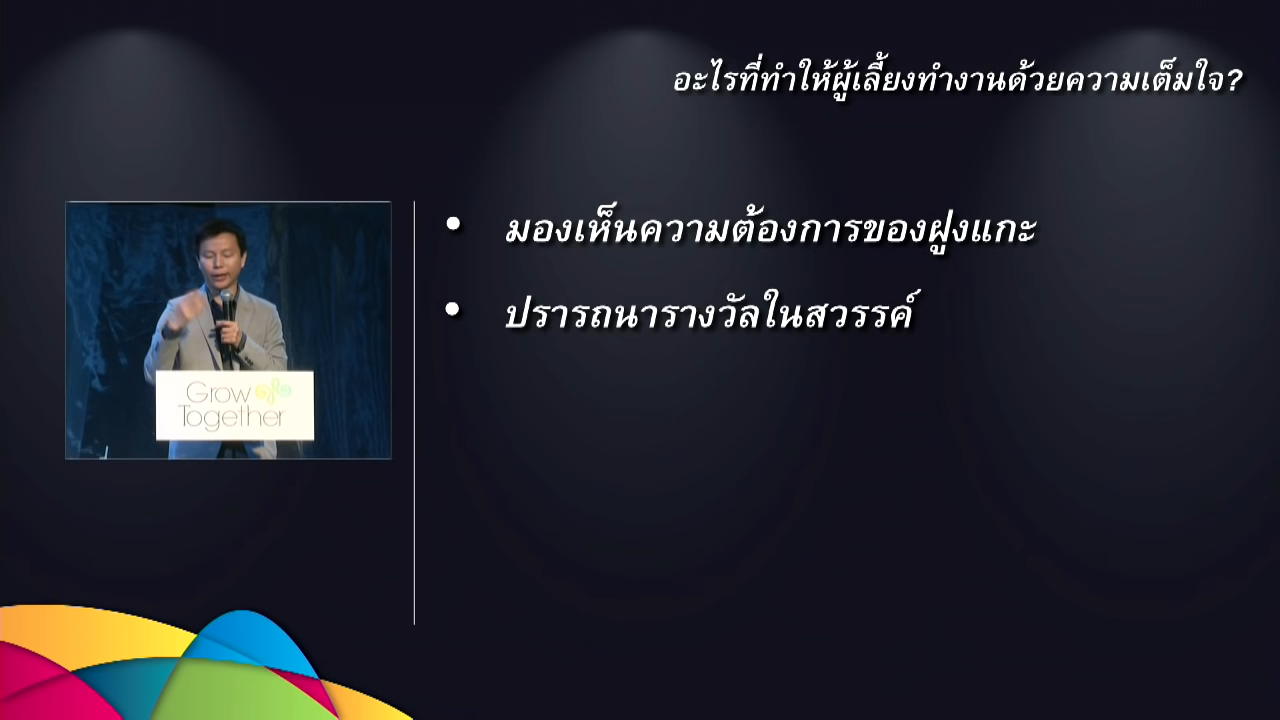 อะไรที่ทำให้ผู้เลี้ยงทำงานด้วยความเต็มใจ?
• มองเห็นความต้องการของฝูงแกะ
• ปรารถนารางวัลในสวรรค์
Grow
Together